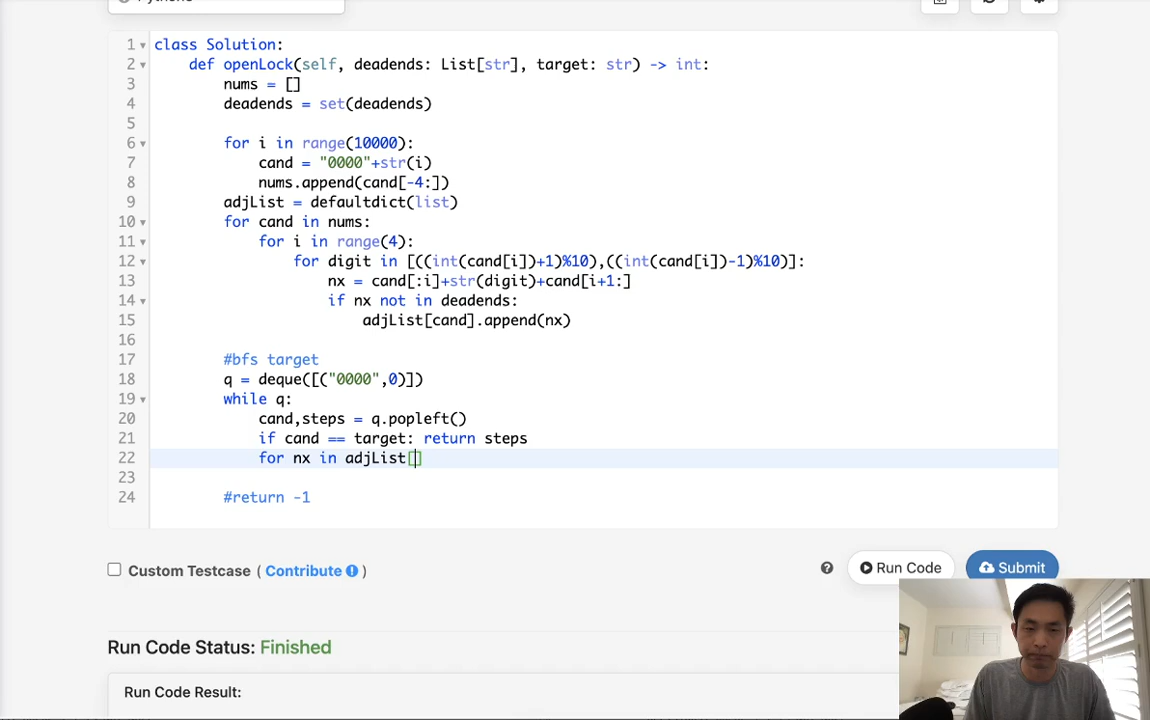 Python3
1 class Solution:
2 def openLock(self, deadends: List[str], target: str) -> int:
3 nums = []
4 deadends = set(deadends)
5
6 for i in range(10000):
7 cand = "0000"+str(i)
8 nums.append(cand[-4:])
9 adjList = defaultdict(list)
10 for cand in nums:
11 for i in range(4):
12 for digit in [((int(cand[i])+1)%10),((int(cand[i])-1)%10)]:
13 nx = cand[:i]+str(digit)+cand[i+1:]
14 if nx not in deadends:
15 adjList[cand].append(nx)
16
17 #bfs target
18 q = deque([("0000",0)])
19 while q:
20 cand,steps = q.popleft()
21 if cand == target: return steps
22 for nx in adjList[]
23
24 #return -1
Custom Testcase ( Contribute )
? Run Code Submit
Run Code Status: Finished
Run Code Result: